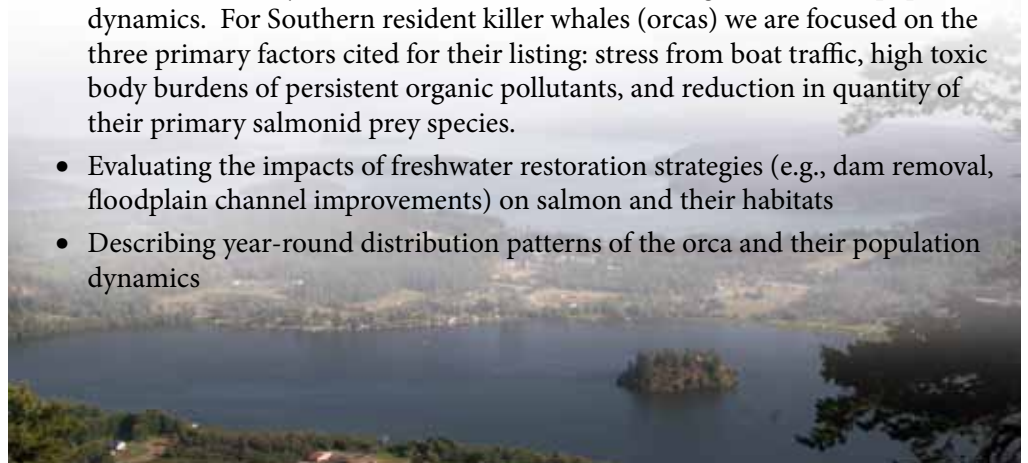 dynamics. For Southern resident killer whales (orcas) we are focused on the
three primary factors cited for their listing: stress from boat traffic, high toxic
body burdens of persistent organic pollutants, and reduction in quantity of
their primary salmonid prey species.
• Evaluating the impacts of freshwater restoration strategies (e.g., dam removal,
floodplain channel improvements) on salmon and their habitats
• Describing year-round distribution patterns of the orca and their population
dynamics